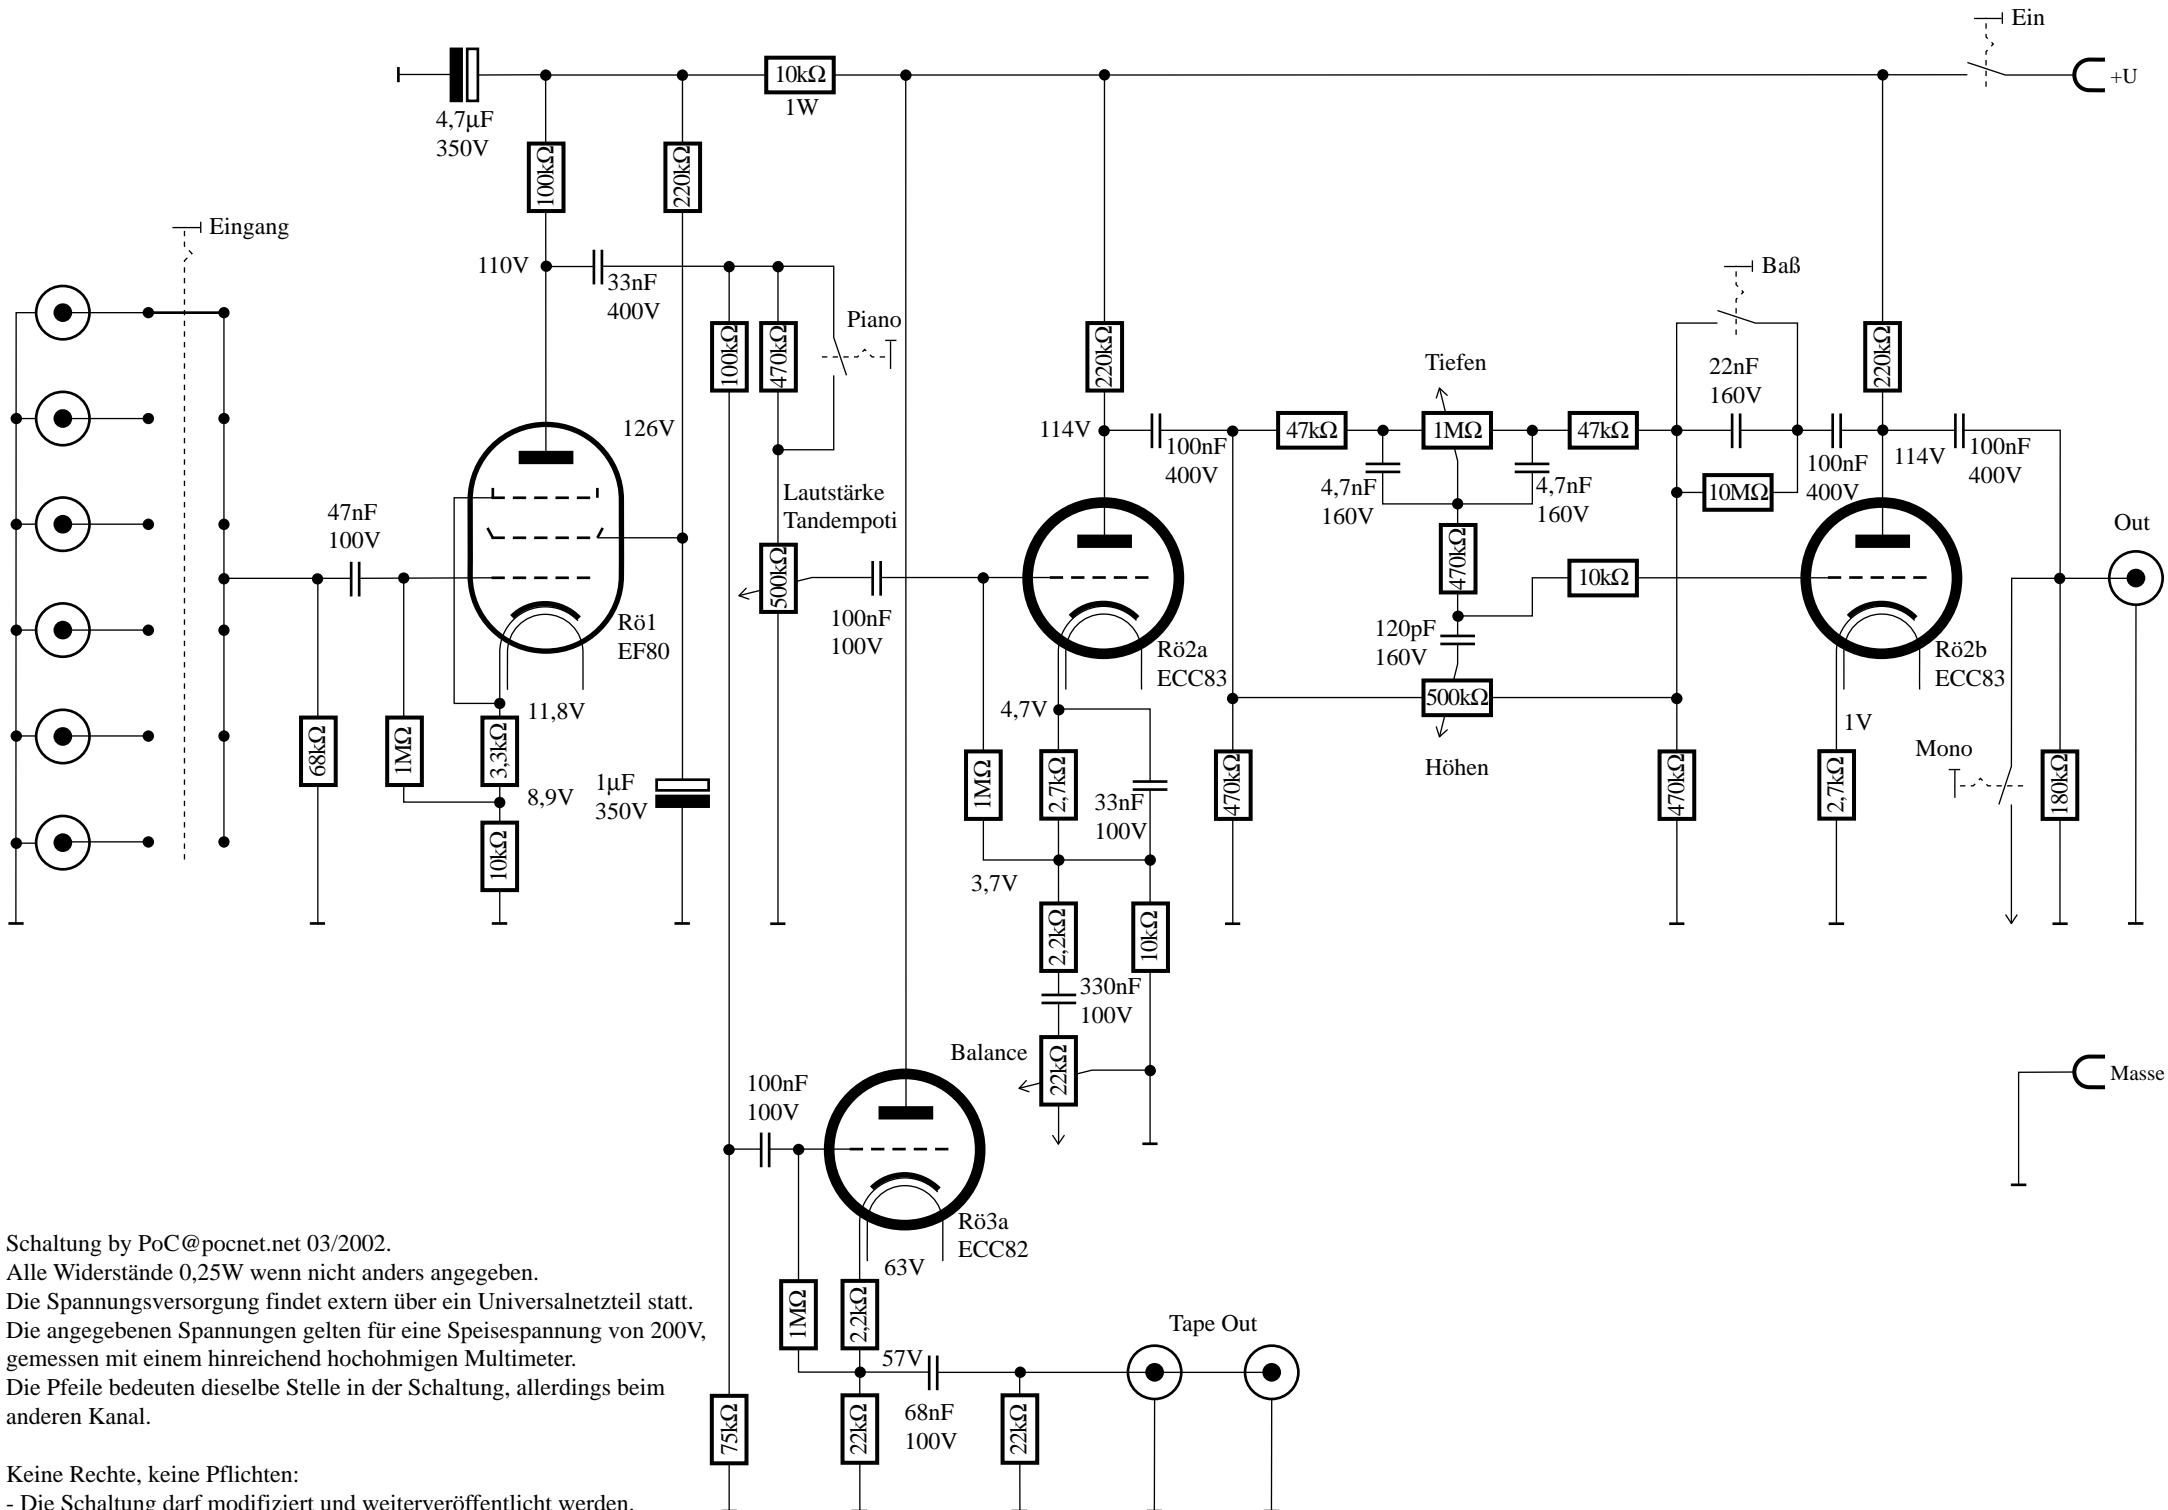 Ein
+U
10kΩ
1W
4,7µF
350V
100kΩ
220kΩ
Eingang
110V
33nF
400V
Piano
100kΩ
470kΩ
126V
Lautstärke
Tandempoti
500kΩ
47nF
100V
100nF
100V
Rö1
EF80
11,8V
68kΩ
1MΩ
3,3kΩ
8,9V
10kΩ
1µF
350V
220kΩ
114V
100nF
400V
Rö2a
ECC83
4,7V
1MΩ
2,7kΩ
33nF
100V
3,7V
2,2kΩ
10kΩ
330nF
100V
Balance
22kΩ
470kΩ
Tiefen
47kΩ
1MΩ
47kΩ
4,7nF
160V
4,7nF
160V
470kΩ
10kΩ
120pF
160V
500kΩ
Höhen
Baß
22nF
160V
10MΩ
100nF
400V
220kΩ
114V
100nF
400V
Rö2b
ECC83
1V
470kΩ
2,7kΩ
Mono
180kΩ
Out
Masse
100nF
100V
Rö3a
ECC82
63V
1MΩ
2,2kΩ
57V
68nF
100V
75kΩ
22kΩ
22kΩ
Tape Out
Schaltung by PoC@pocnet.net 03/2002.
Alle Widerstände 0,25W wenn nicht anders angegeben.
Die Spannungsversorgung findet extern über ein Universalnetzteil statt.
Die angegebenen Spannungen gelten für eine Speisespannung von 200V,
gemessen mit einem hinreichend hochohmigen Multimeter.
Die Pfeile bedeuten dieselbe Stelle in der Schaltung, allerdings beim
anderen Kanal.
Keine Rechte, keine Pflichten:
- Die Schaltung darf modifiziert und weiterveröffentlicht werden.